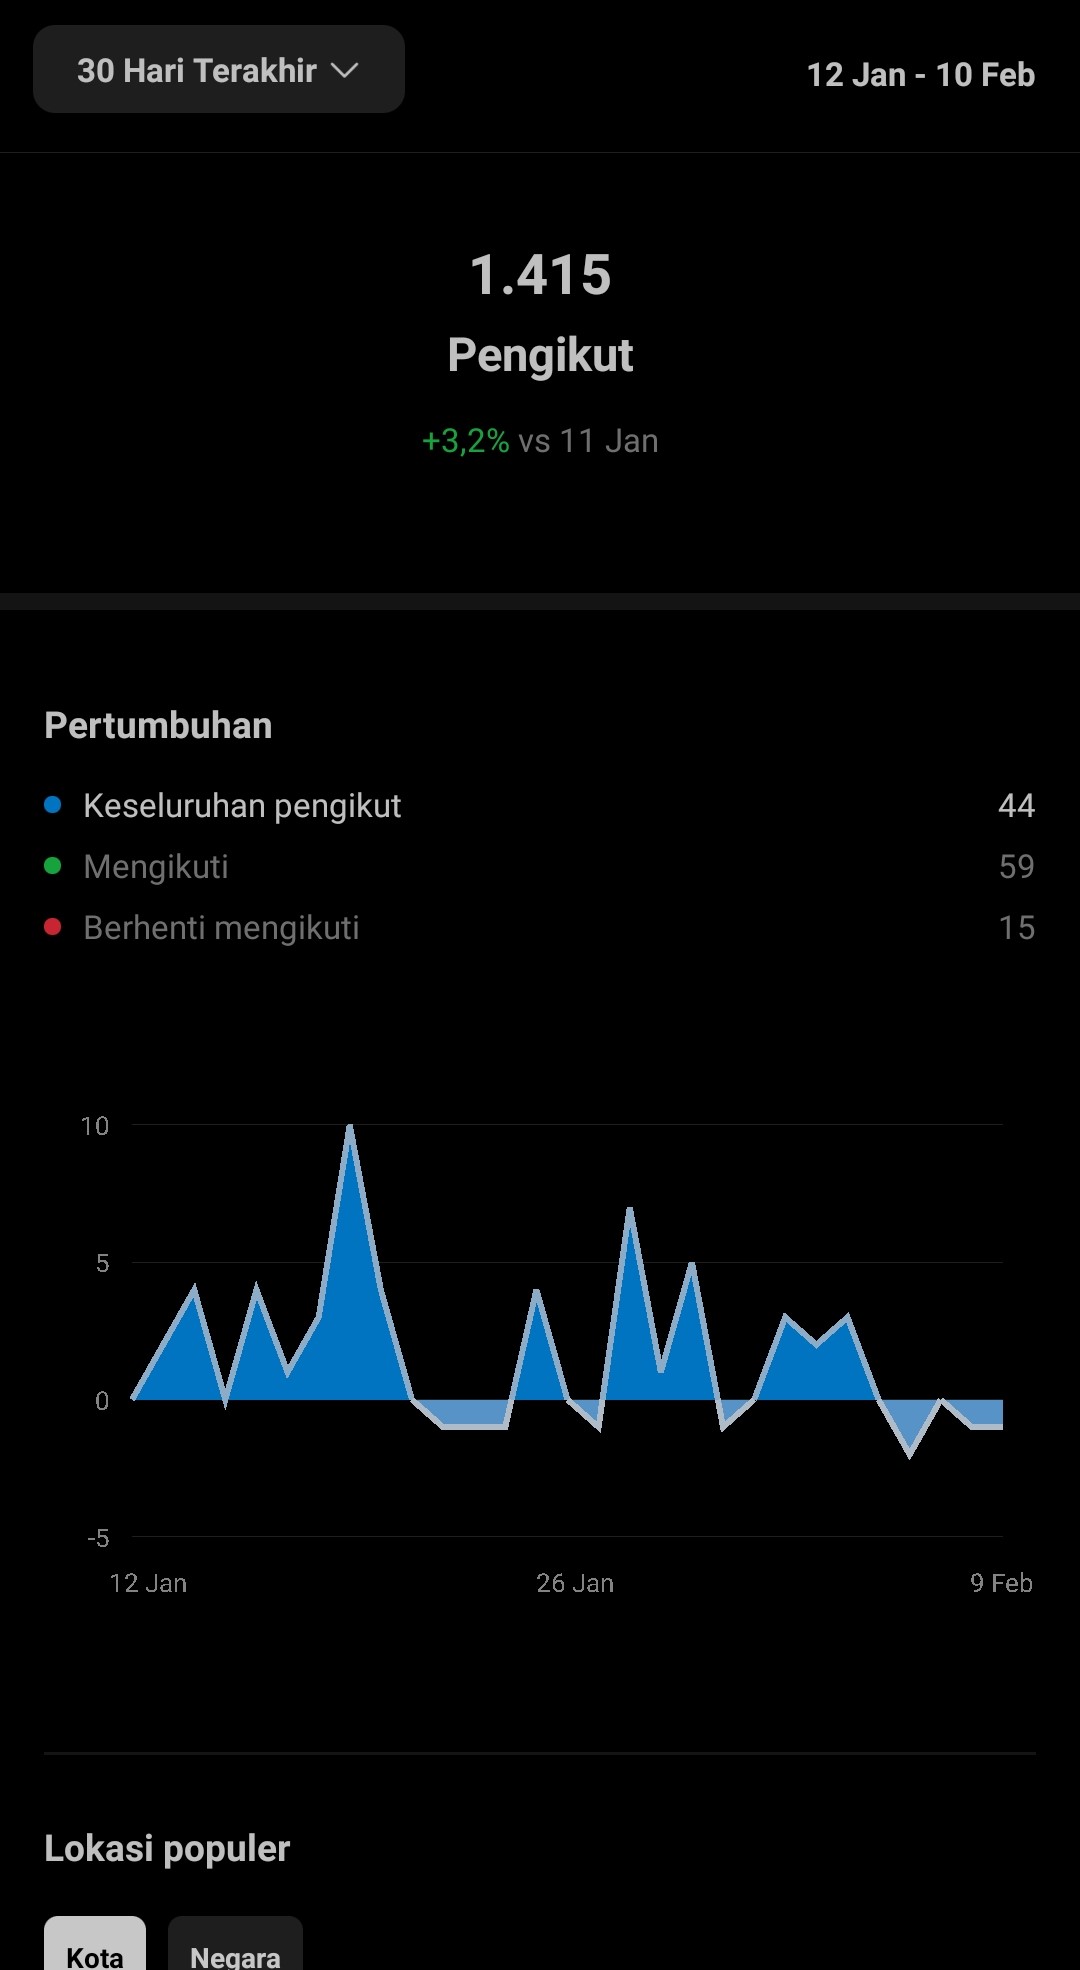 30 Hari Terakhir
12 Jan - 10 Feb
1.415
Pengikut
+3,2% vs 11 Jan
Pertumbuhan
Keseluruhan pengikut 44
Mengikuti 59
Berhenti mengikuti 15
10
5
0
-5
12 Jan 26 Jan 9 Feb
Lokasi populer
Kota Negara